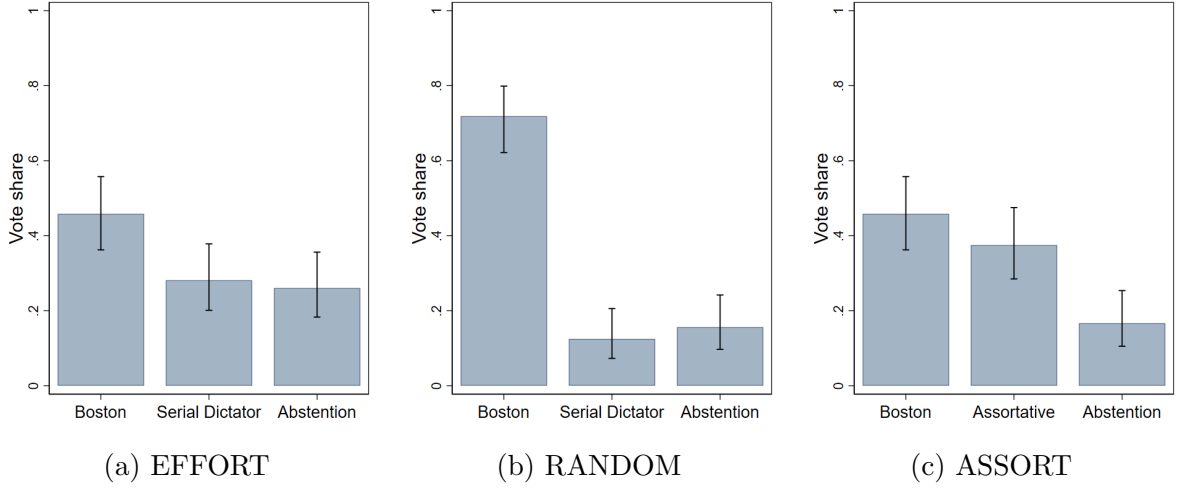 Vote share
1
.8
.6
.4
.2
0
Boston Serial Dictator Abstention
(a) EFFORT
Vote share
1
.8
.6
.4
.2
0
Boston Serial Dictator Abstention
(b) RANDOM
Vote share
1
.8
.6
.4
.2
0
Boston Assortative Abstention
(c) ASSORT